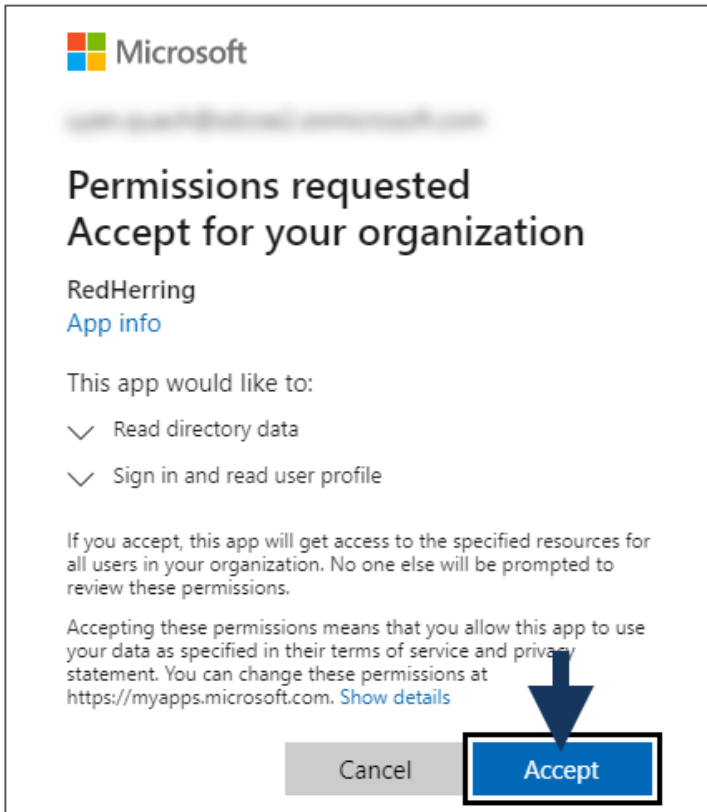 Microsoft
Permissions requested
Accept for your organization
RedHerring
App info
This app would like to:
Read directory data
Sign in and read user profile
If you accept, this app will get access to the specified resources for
all users in your organization. No one else will be prompted to
review these permissions.
Accepting these permissions means that you allow this app to use
your data as specified in their terms of service and privacy
statement. You can change these permissions at
https://myapps.microsoft.com. Show details
Cancel
Accept